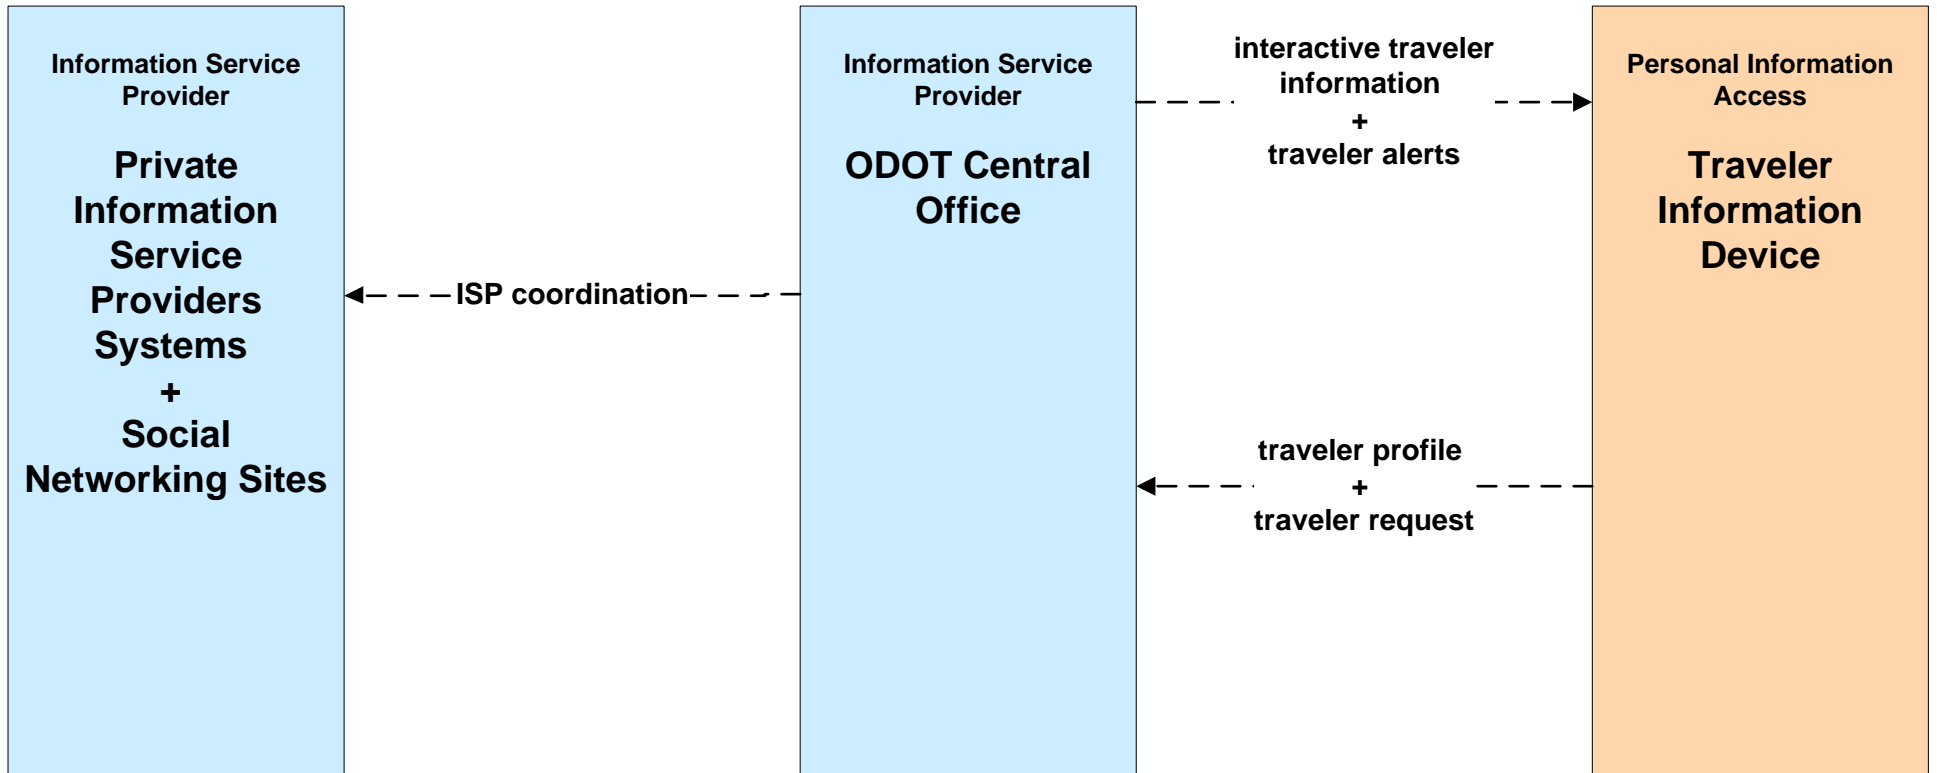 Information Service
Provider
Private
Information
Service
Providers
Systems
+
Social
Networking Sites
ISP coordination
Information Service
Provider
ODOT Central
Office
interactive traveler
information
+
traveler alerts
traveler profile
+
traveler request
Personal Information
Access
Traveler
Information
Device